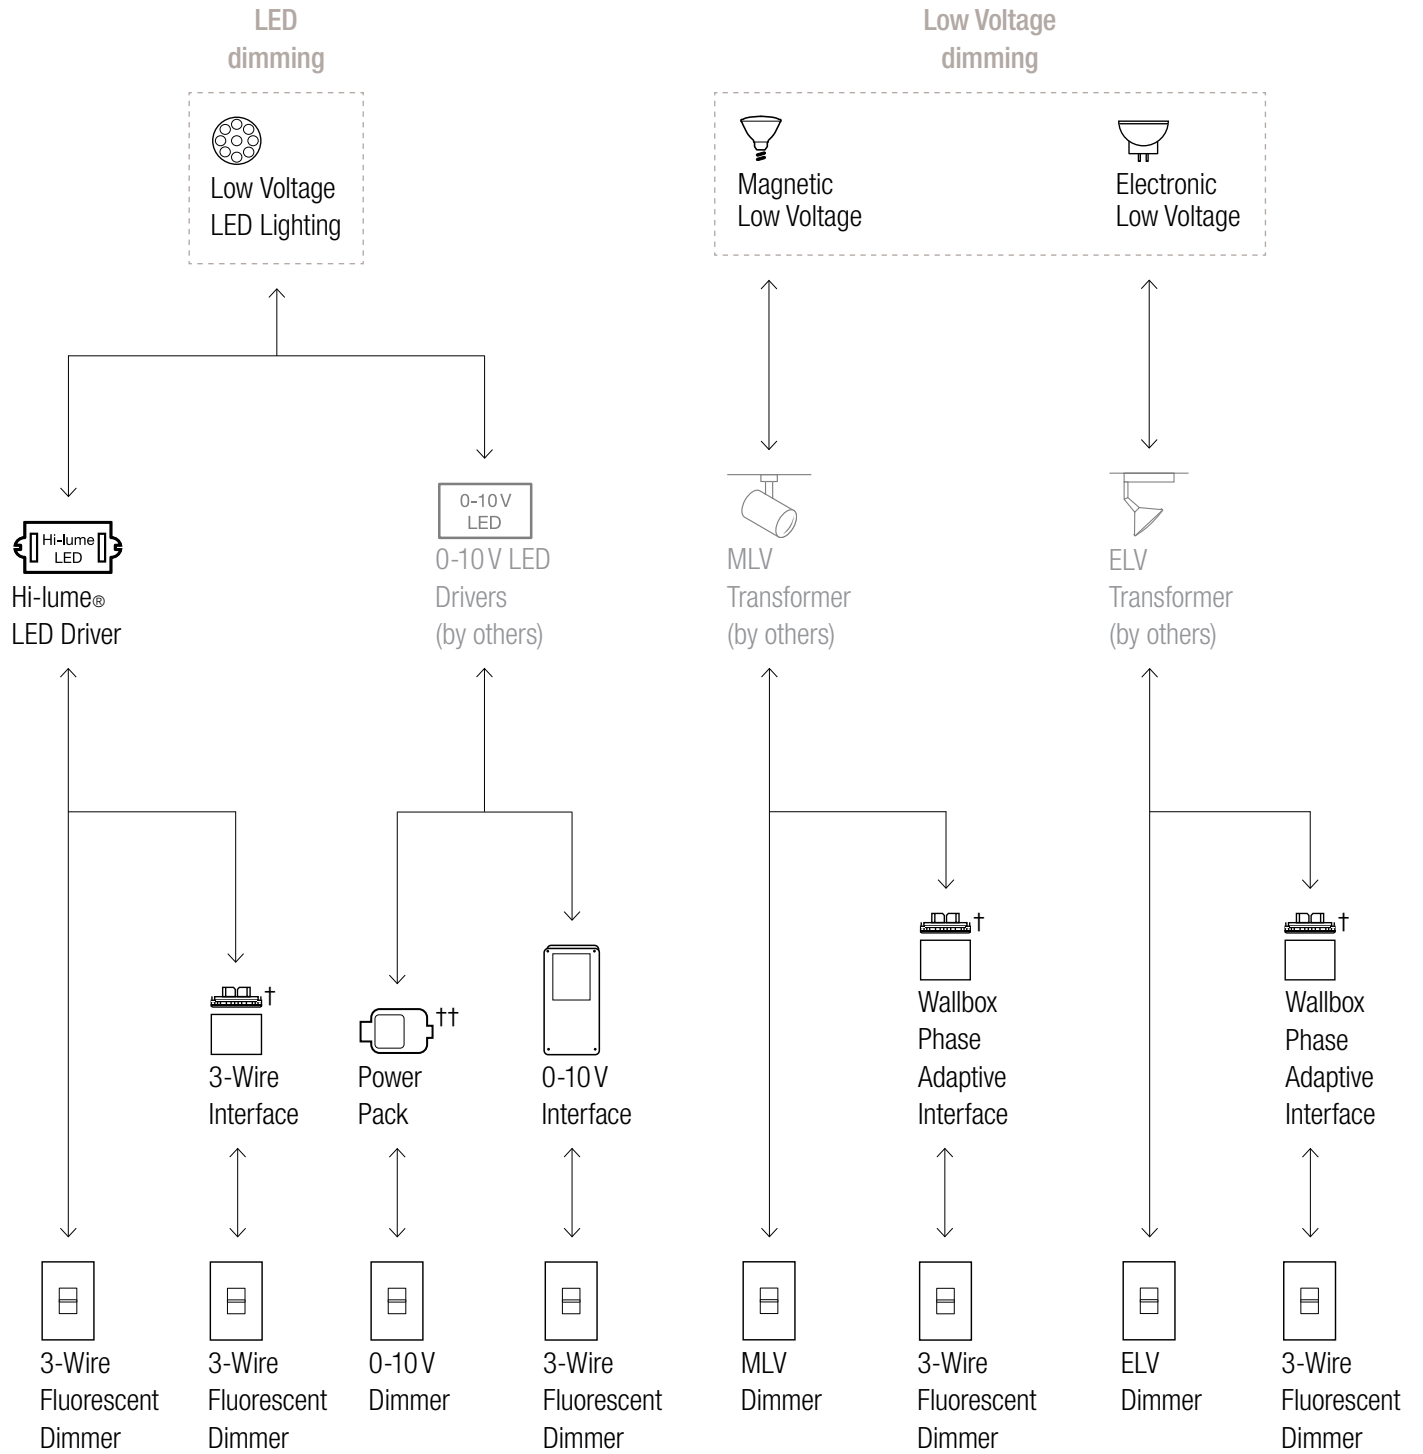 LED
dimming
Low Voltage
dimming
Low Voltage
LED Lighting
Magnetic
Low Voltage
Electronic
Low Voltage
Hi-lume
LED
Hi-lume®
LED Driver
0-10 V
LED
0-10 V LED
Drivers
(by others)
MLV
Transformer
(by others)
ELV
Transformer
(by others)
†
3-Wire
Interface
††
Power
Pack
0-10 V
Interface
†
Wallbox
Phase
Adaptive
Interface
†
Wallbox
Phase
Adaptive
Interface
3-Wire
Fluorescent
Dimmer
3-Wire
Fluorescent
Dimmer
0-10 V
Dimmer
3-Wire
Fluorescent
Dimmer
MLV
Dimmer
3-Wire
Fluorescent
Dimmer
ELV
Dimmer
3-Wire
Fluorescent
Dimmer